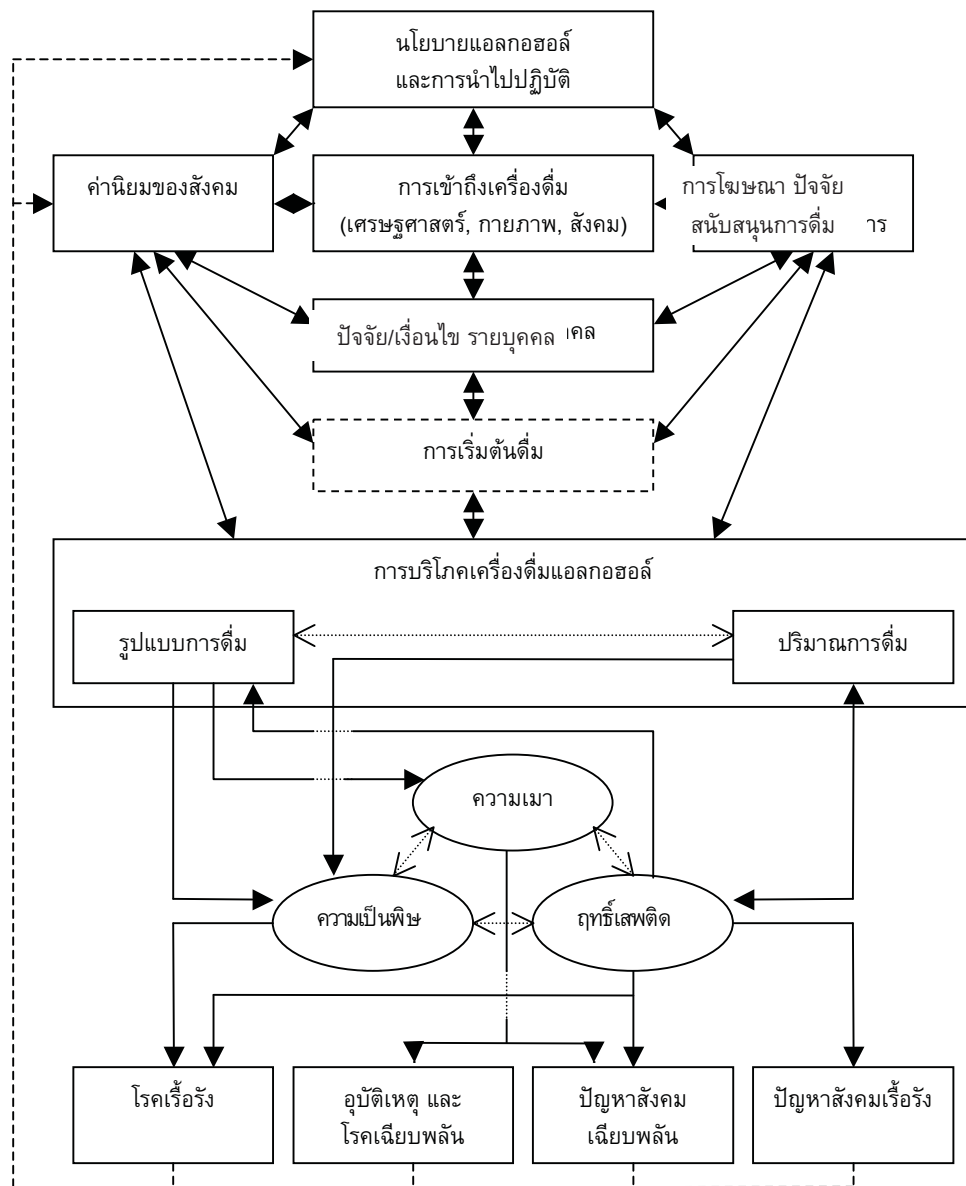 นโยบายแอลกอฮอล์
และการนำไปปฏิบัติ
ค่านิยมของสังคม
การเข้าถึงเครื่องดื่ม
(เศรษฐศาสตร์, กายภาพ, สังคม)
การโฆษณา ปัจจัย
สนับสนุนการดื่ม
าร
ปัจจัย/เงื่อนไข รายบุคคล
คล
การเริ่มต้นดื่ม
การบริโภคเครื่องดื่มแอลกอฮอล์
รูปแบบการดื่ม
ปริมาณการดื่ม
ความเมา
ความเป็นพิษ
ฤทธิ์เสพติด
โรคเรื้อรัง
อุบัติเหตุ และ
โรคเฉียบพลัน
ปัญหาสังคม
เฉียบพลัน
ปัญหาสังคมเรื้อรัง